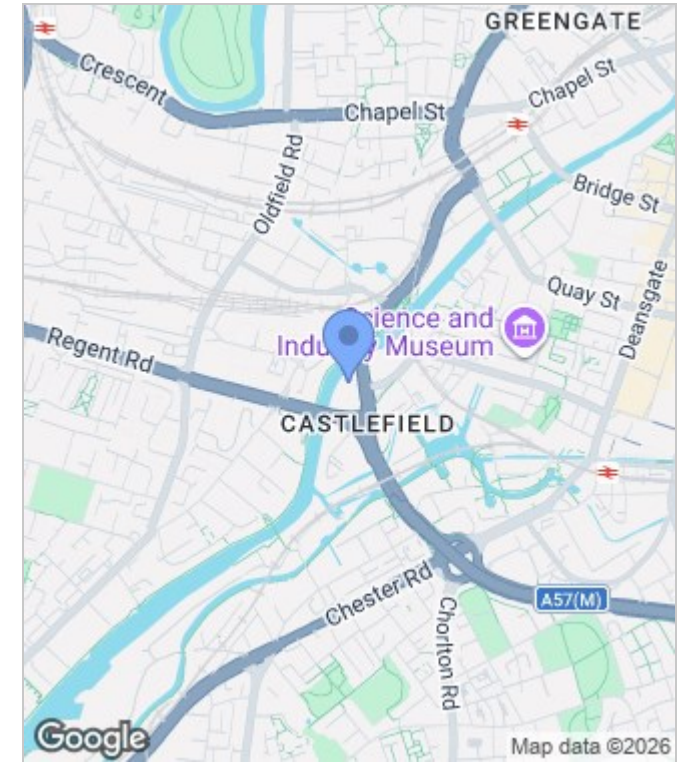 GREENGATE
Crescent
Chapel St
Chapel St
Oldfield Rd
Bridge St
Quay St
Deansgate
Science and
Industry Museum
Regent Rd
CASTLEFIELD
Chester Rd
A57(M)
Chorlton Rd
Google
Map data ©2026